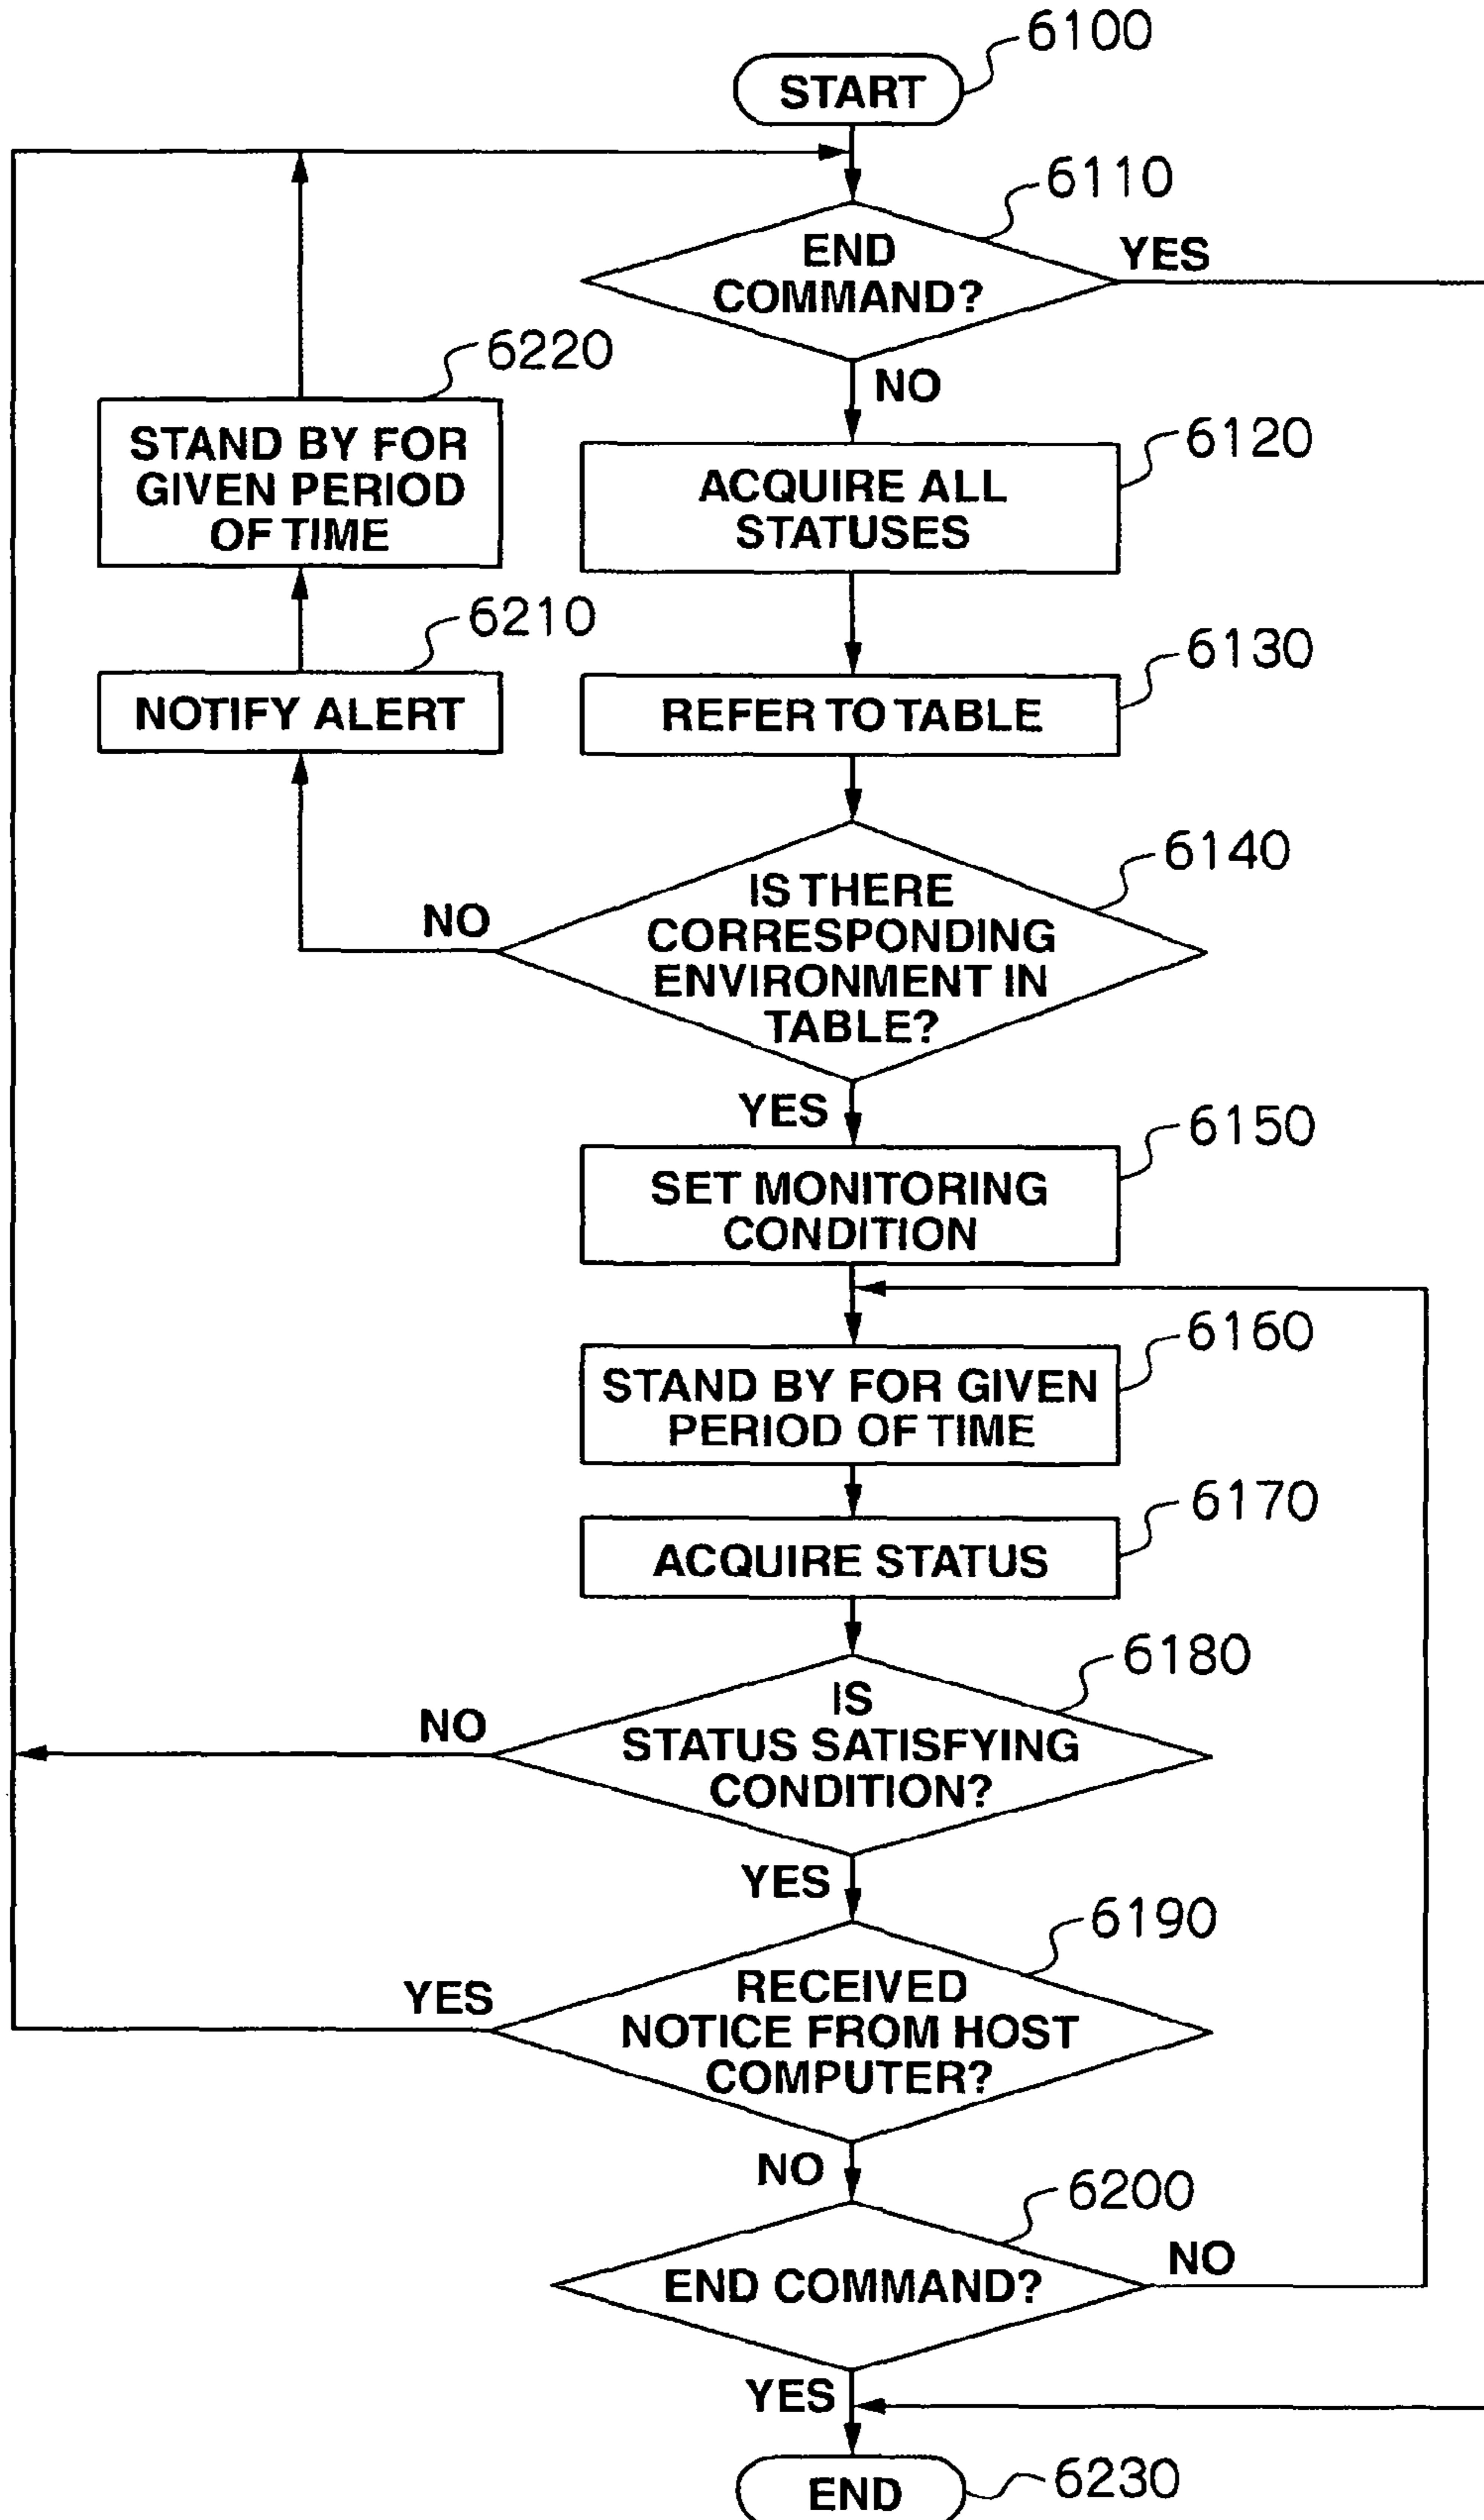 START
6100
6110
END
COMMAND?
YES
NO
6220
STAND BY FOR
GIVEN PERIOD
OF TIME
6120
ACQUIRE ALL
STATUSES
6210
NOTIFY ALERT
6130
REFER TO TABLE
6140
IS THERE
CORRESPONDING
ENVIRONMENT IN
TABLE?
NO
YES
6150
SET MONITORING
CONDITION
6160
STAND BY FOR GIVEN
PERIOD OF TIME
6170
ACQUIRE STATUS
6180
IS
STATUS SATISFYING
CONDITION?
NO
YES
6190
RECEIVED
NOTICE FROM HOST
COMPUTER?
YES
NO
6200
END COMMAND?
NO
YES
END
6230